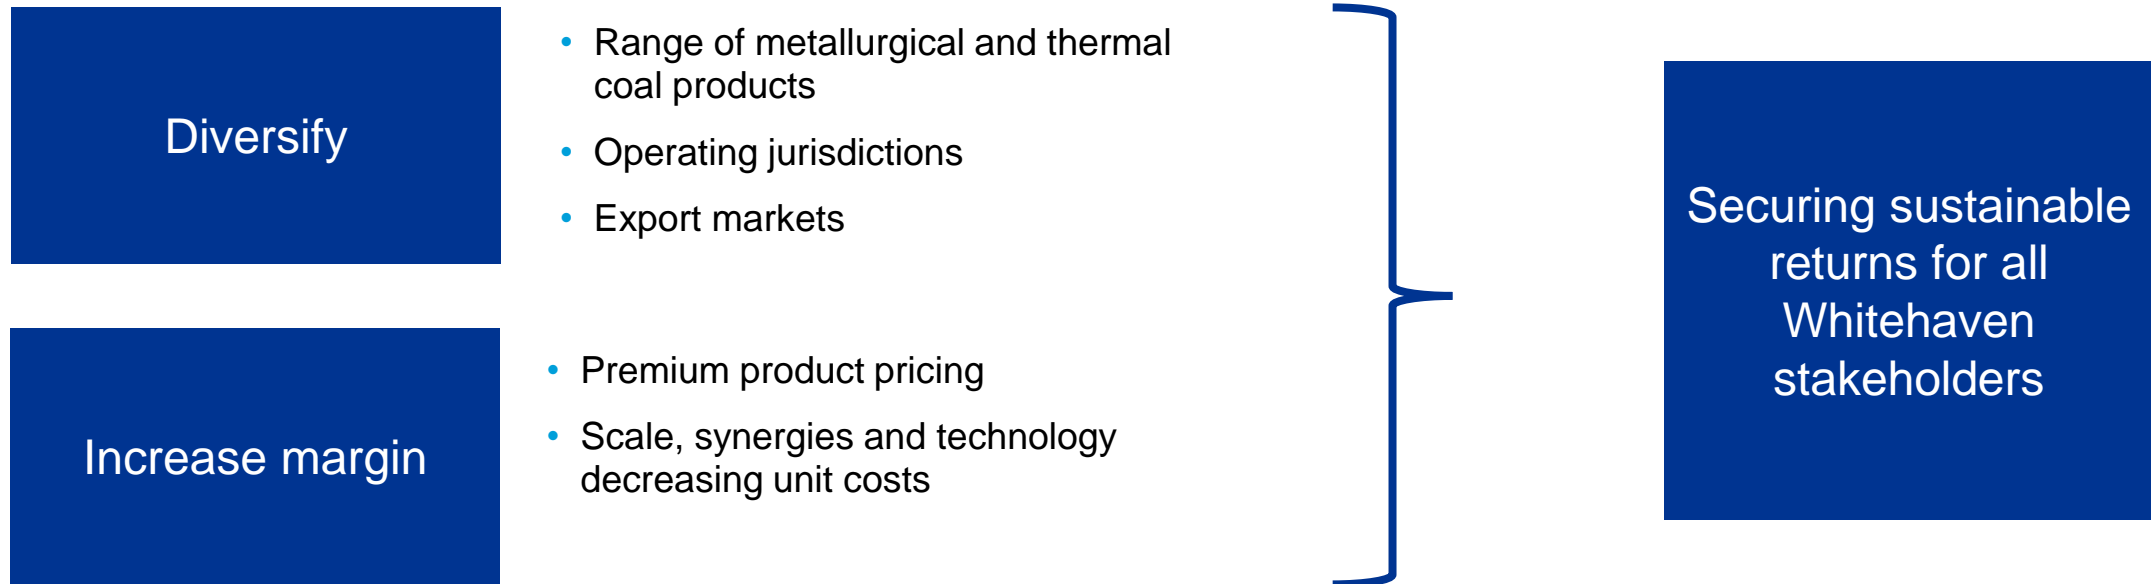 Diversify
• Range of metallurgical and thermal
coal products
• Operating jurisdictions
• Export markets
Increase margin
• Premium product pricing
• Scale, synergies and technology
decreasing unit costs
Securing sustainable
returns for all
Whitehaven
stakeholders